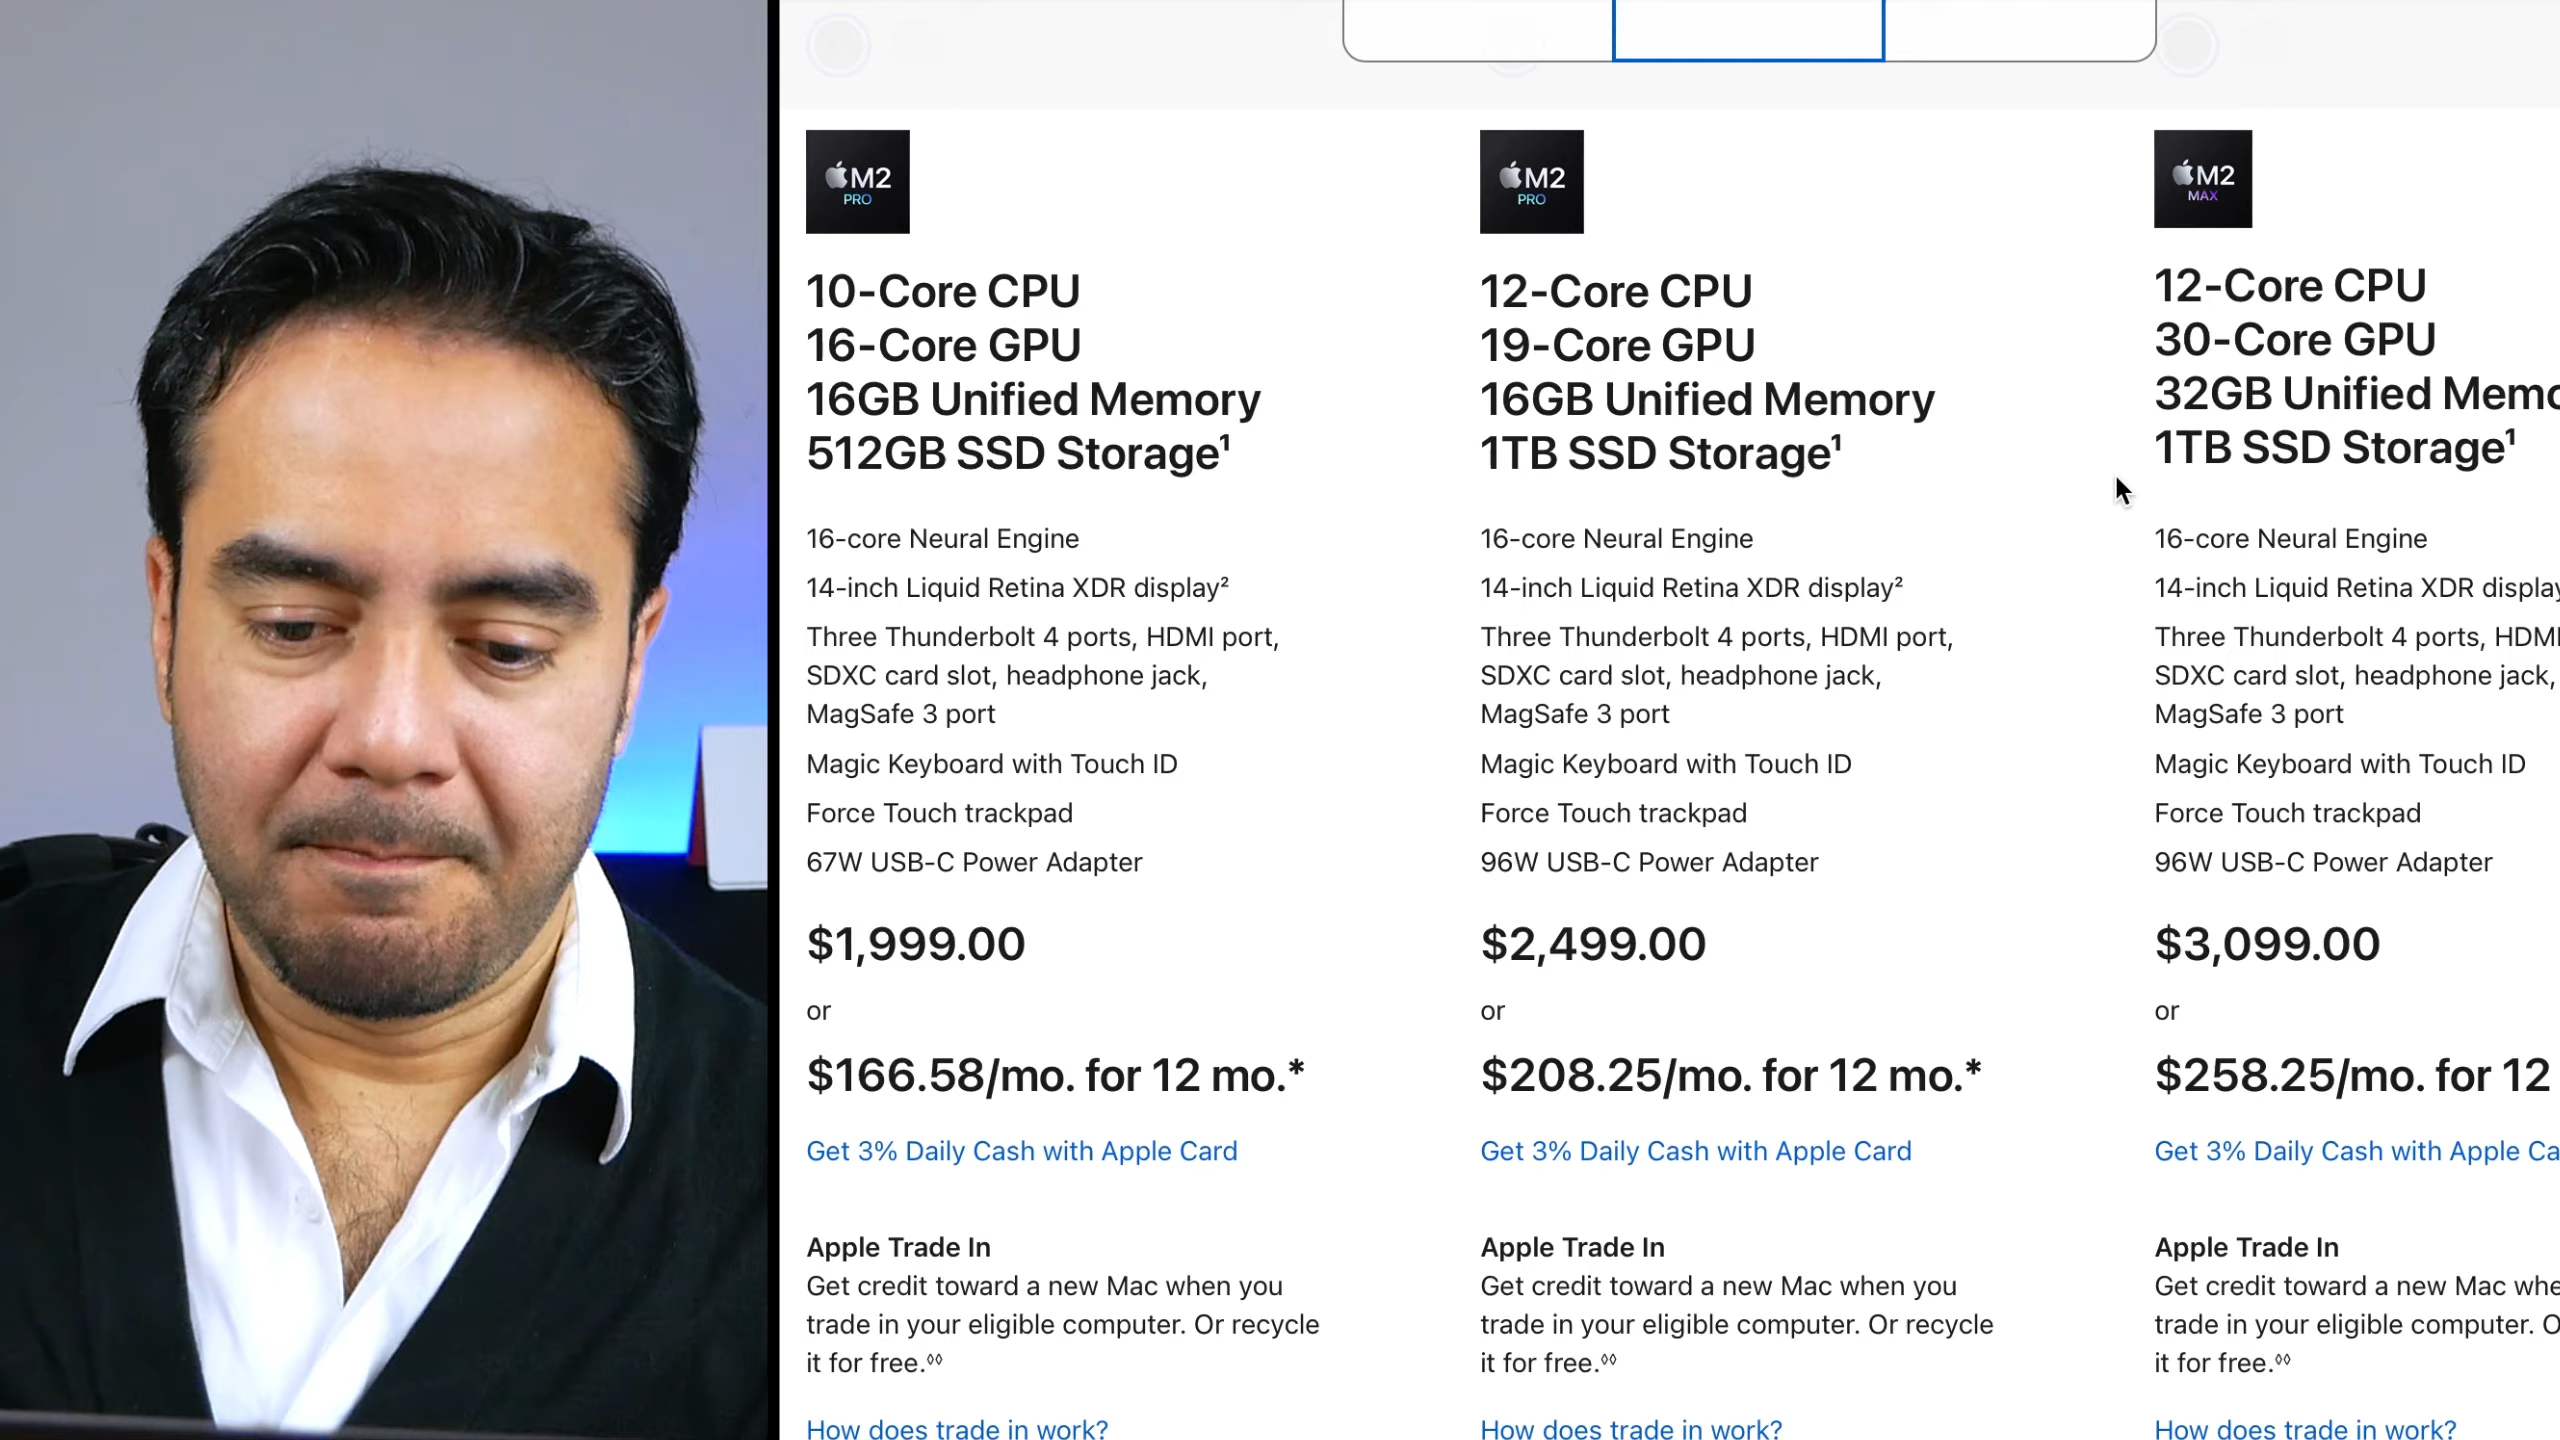 M2
PRO
10-Core CPU
16-Core GPU
16GB Unified Memory
512GB SSD Storage¹
16-core Neural Engine
14-inch Liquid Retina XDR display²
Three Thunderbolt 4 ports, HDMI port,
SDXC card slot, headphone jack,
MagSafe 3 port
Magic Keyboard with Touch ID
Force Touch trackpad
67W USB-C Power Adapter
$1,999.00
or
$166.58/mo. for 12 mo.*
Get 3% Daily Cash with Apple Card
Apple Trade In
Get credit toward a new Mac when you
trade in your eligible computer. Or recycle
it for free.◊◊
How does trade in work?
M2
PRO
12-Core CPU
19-Core GPU
16GB Unified Memory
1TB SSD Storage¹
16-core Neural Engine
14-inch Liquid Retina XDR display²
Three Thunderbolt 4 ports, HDMI port,
SDXC card slot, headphone jack,
MagSafe 3 port
Magic Keyboard with Touch ID
Force Touch trackpad
96W USB-C Power Adapter
$2,499.00
or
$208.25/mo. for 12 mo.*
Get 3% Daily Cash with Apple Card
Apple Trade In
Get credit toward a new Mac when you
trade in your eligible computer. Or recycle
it for free.◊◊
How does trade in work?
M2
MAX
12-Core CPU
30-Core GPU
32GB Unified Memo
1TB SSD Storage¹
16-core Neural Engine
14-inch Liquid Retina XDR display
Three Thunderbolt 4 ports, HDMI
SDXC card slot, headphone jack,
MagSafe 3 port
Magic Keyboard with Touch ID
Force Touch trackpad
96W USB-C Power Adapter
$3,099.00
or
$258.25/mo. for 12
Get 3% Daily Cash with Apple Ca
Apple Trade In
Get credit toward a new Mac whe
trade in your eligible computer. O
it for free.◊◊
How does trade in work?